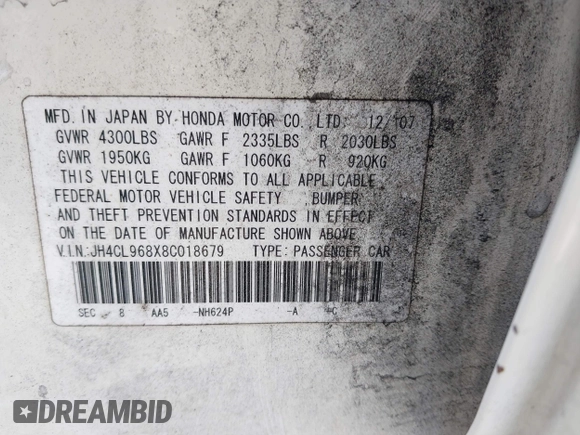 MFD. IN JAPAN BY HONDA MOTOR CO., LTD. 12/07
GVWR 4300LBS GAWR F 2335LBS R 2030LBS
GVWR 1950KG GAWR F 1060KG R 920KG
THIS VEHICLE CONFORMS TO ALL APPLICABLE
FEDERAL MOTOR VEHICLE SAFETY BUMPER
AND THEFT PREVENTION STANDARDS IN EFFECT
ON THE DATE OF MANUFACTURE SHOWN ABOVE
V.I.N:JH4CL968X8C018679 TYPE: PASSENGER CAR
SEC 8 AA5 -NH624P -A -C
DREAMBID